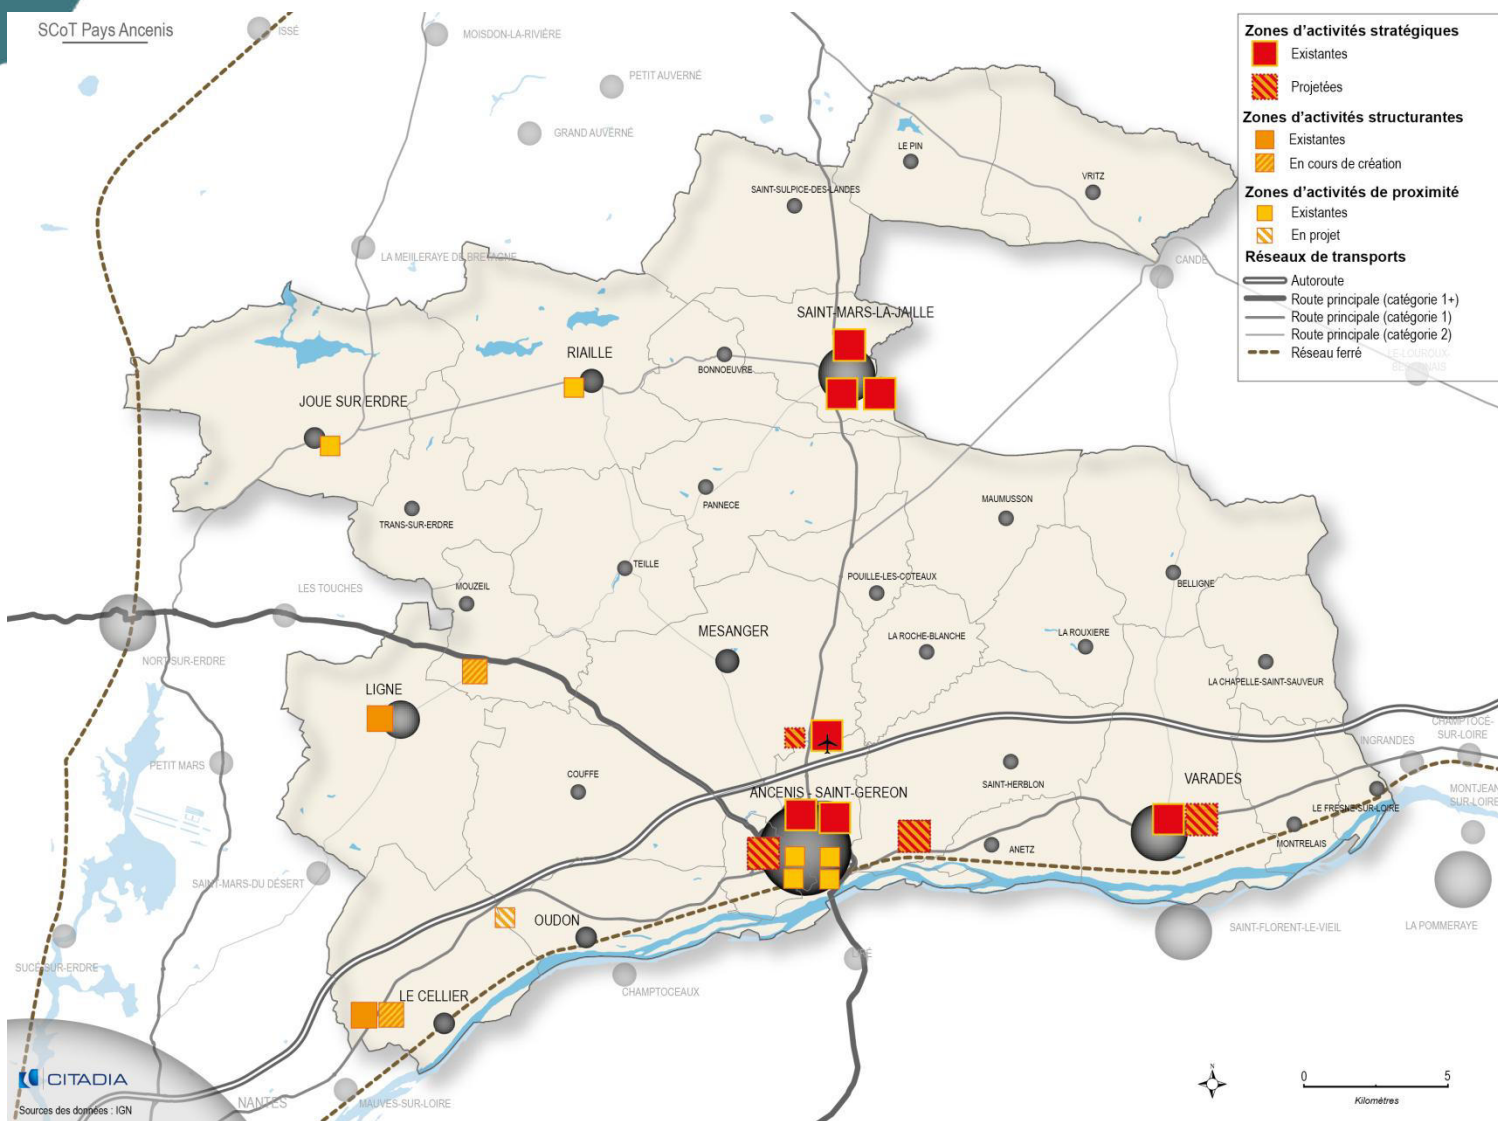 SCoT Pays Ancenis
ISSÉ
MOISDON-LA-RIVIÈRE
PETIT AUVERNÉ
GRAND AUVERNÉ
LE PIN
VRITZ
SAINT-SULPICE-DES-LANDES
LA MEILLERAYE DE BRETAGNE
CANDÉ
SAINT-MARS-LA-JAILLE
RIAILLE
BONNOEUVRE
JOUE SUR ERDRE
PANNECE
MAUMUSSON
TRANS-SUR-ERDRE
TEILLE
POUILLE-LES-COTEAUX
BELLIGNE
LES TOUCHES
MOUZEIL
MESANGER
LA ROCHE-BLANCHE
LA ROUXIERE
NORT-SUR-ERDRE
LA CHAPELLE-SAINT-SAUVEUR
LIGNE
CHAMPTOCÉ-
SUR-LOIRE
INGRANDES
PETIT MARS
COUFFE
SAINT-HERBLON
VARADES
ANCENIS - SAINT-GEREON
MONTJEAN
SUR-LOIRE
LE FRESNE-SUR-LOIRE
ANETZ
MONTRELAIS
SAINT-MARS-DU DÉSERT
OUDON
SAINT-FLORENT-LE-VIEIL
LA POMMERAYE
SUCÉ-SUR-ERDRE
LIRÉ
CHAMPTOCEAUX
LE CELLIER
NANTES
MAUVES-SUR-LOIRE
CITADIA
Sources des données : IGN
N
0 5
Kilomètres
Zones d'activités stratégiques
Existantes
Projetées
Zones d'activités structurantes
Existantes
En cours de création
Zones d'activités de proximité
Existantes
En projet
Réseaux de transports
Autoroute
Route principale (catégorie 1+)
Route principale (catégorie 1)
Route principale (catégorie 2)
Réseau ferré